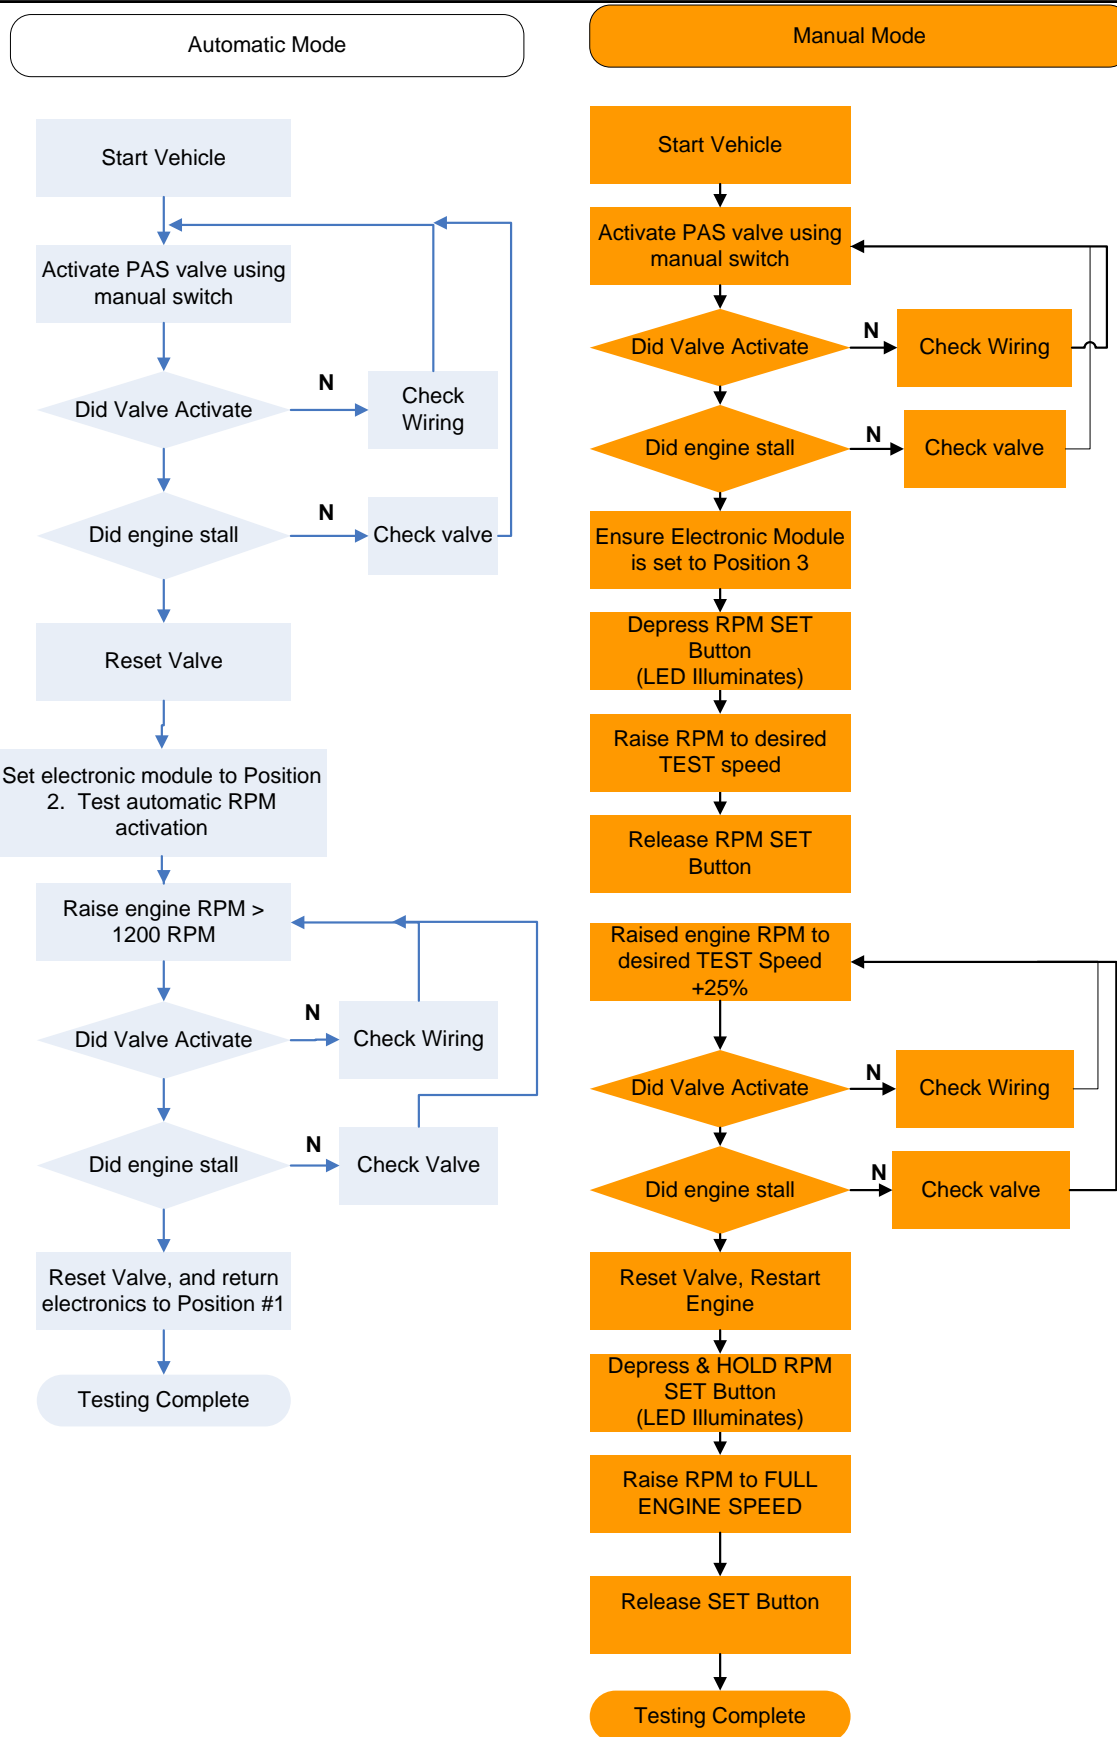 Automatic Mode
Start Vehicle
Activate PAS valve using
manual switch
Did Valve Activate
N
Check
Wiring
Did engine stall
N
Check valve
Reset Valve
Set electronic module to Position
2. Test automatic RPM
activation
Raise engine RPM >
1200 RPM
Did Valve Activate
N
Check Wiring
Did engine stall
N
Check Valve
Reset Valve, and return
electronics to Position #1
Testing Complete
Manual Mode
Start Vehicle
Activate PAS valve using
manual switch
Did Valve Activate
N
Check Wiring
Did engine stall
N
Check valve
Ensure Electronic Module
is set to Position 3
Depress RPM SET
Button
(LED Illuminates)
Raise RPM to desired
TEST speed
Release RPM SET
Button
Raised engine RPM to
desired TEST Speed
+25%
Did Valve Activate
N
Check Wiring
Did engine stall
N
Check valve
Reset Valve, Restart
Engine
Depress & HOLD RPM
SET Button
(LED Illuminates)
Raise RPM to FULL
ENGINE SPEED
Release SET Button
Testing Complete